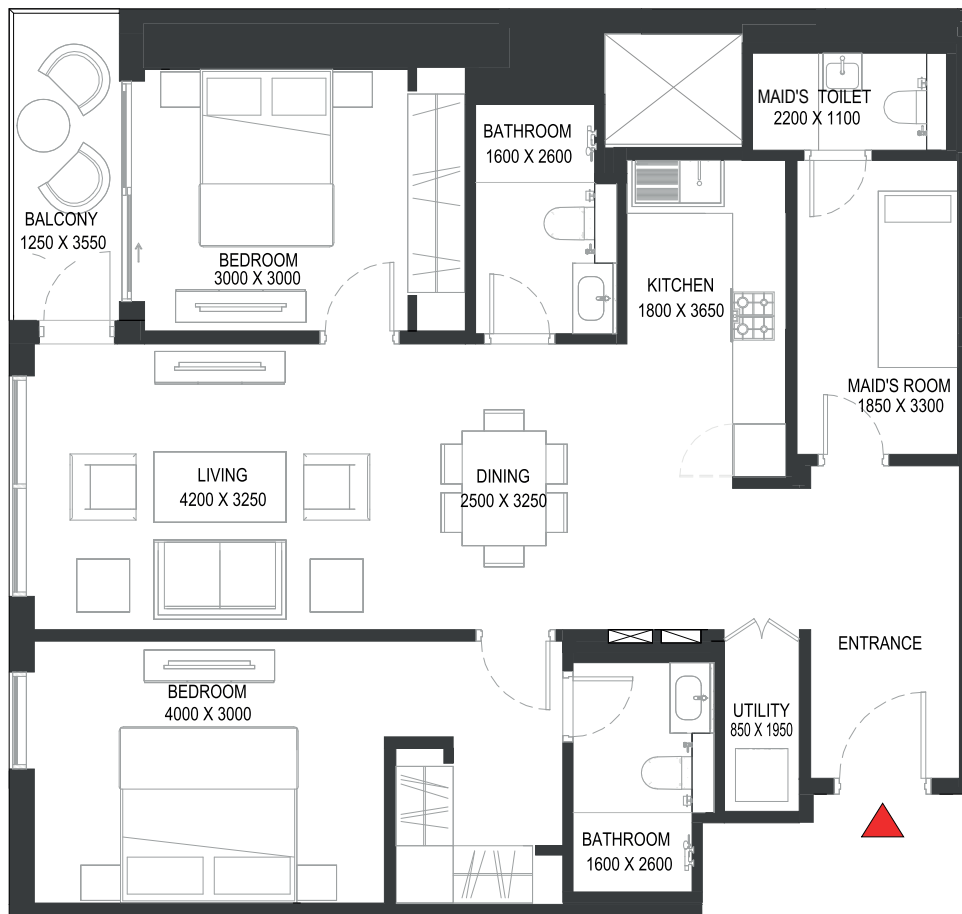 MAID'S TOILET
2200 X 1100
BATHROOM
1600 X 2600
BALCONY
1250 X 3550
BEDROOM
3000 X 3000
KITCHEN
1800 X 3650
MAID'S ROOM
1850 X 3300
LIVING
4200 X 3250
DINING
2500 X 3250
ENTRANCE
BEDROOM
4000 X 3000
UTILITY
850 X 1950
BATHROOM
1600 X 2600